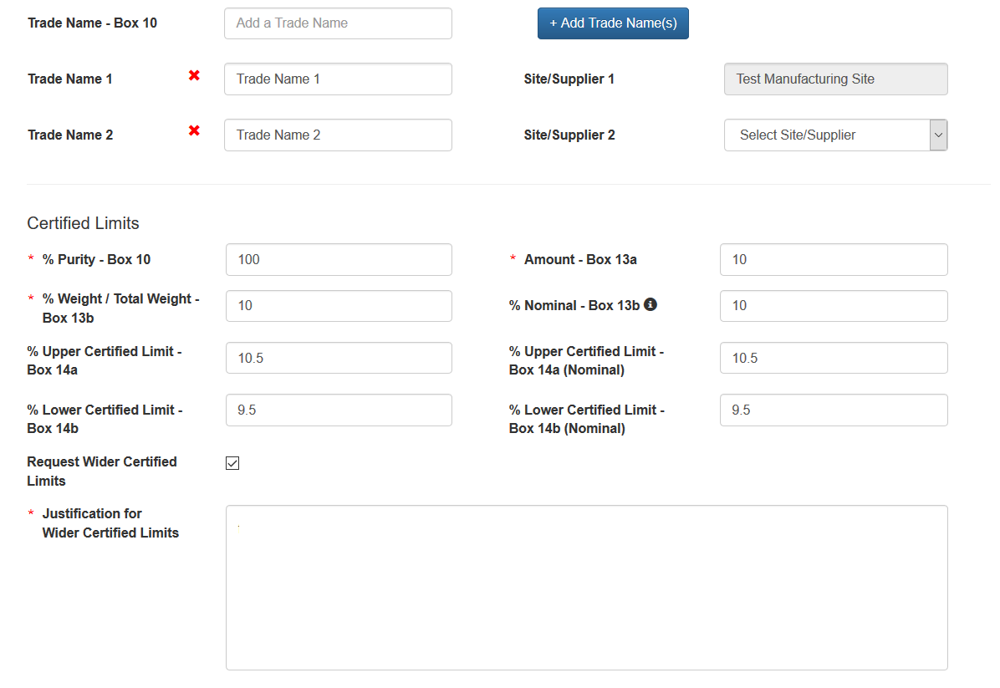 Trade Name - Box 10 Add a Trade Name + Add Trade Name(s)
Trade Name 1 Trade Name 1 Site/Supplier 1 Test Manufacturing Site
Trade Name 2 Trade Name 2 Site/Supplier 2 Select Site/Supplier
Certified Limits
* % Purity - Box 10 100 * Amount - Box 13a 10
* % Weight / Total Weight -
Box 13b 10 % Nominal - Box 13b 10
% Upper Certified Limit -
Box 14a 10.5 % Upper Certified Limit -
Box 14a (Nominal) 10.5
% Lower Certified Limit -
Box 14b 9.5 % Lower Certified Limit -
Box 14b (Nominal) 9.5
Request Wider Certified
Limits
* Justification for
Wider Certified Limits
.